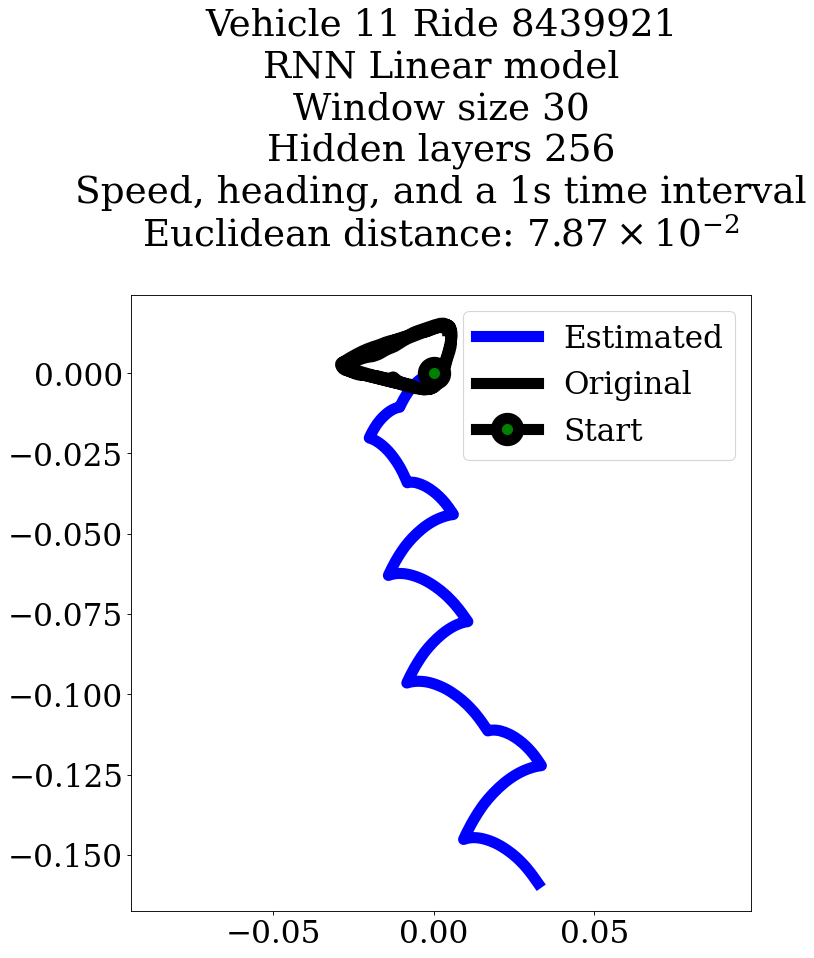 Vehicle 11 Ride 8439921
RNN Linear model
Window size 30
Hidden layers 256
Speed, heading, and a 1s time interval
Euclidean distance: 7.87 × 10⁻²
Estimated
Original
Start
0.000
−0.025
−0.050
−0.075
−0.100
−0.125
−0.150
−0.05 0.00 0.05